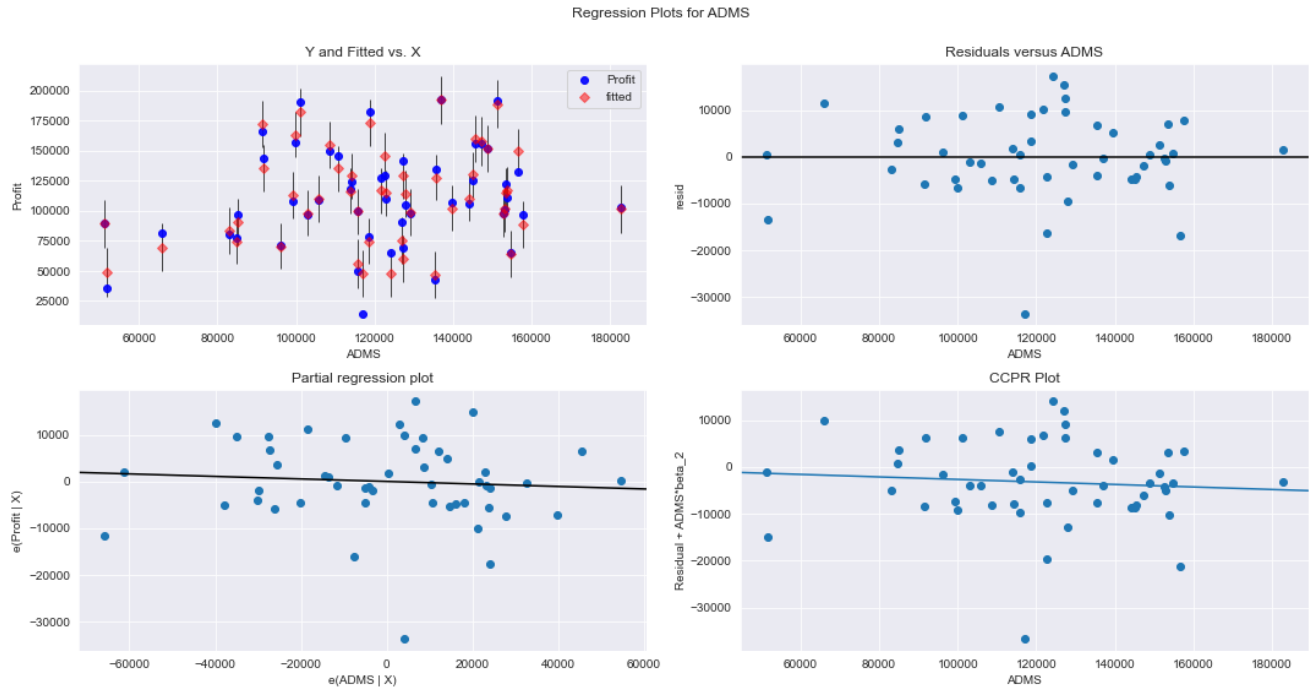 Regression Plots for ADMS
Y and Fitted vs. X
Profit
fitted
200000
175000
150000
125000
100000
75000
50000
25000
Profit
60000 80000 100000 120000 140000 160000 180000
ADMS
Residuals versus ADMS
10000
0
−10000
−20000
−30000
resid
60000 80000 100000 120000 140000 160000 180000
ADMS
Partial regression plot
10000
0
−10000
−20000
−30000
e(Profit | X)
−60000 −40000 −20000 0 20000 40000 60000
e(ADMS | X)
CCPR Plot
10000
0
−10000
−20000
−30000
Residual + ADMS*beta_2
60000 80000 100000 120000 140000 160000 180000
ADMS